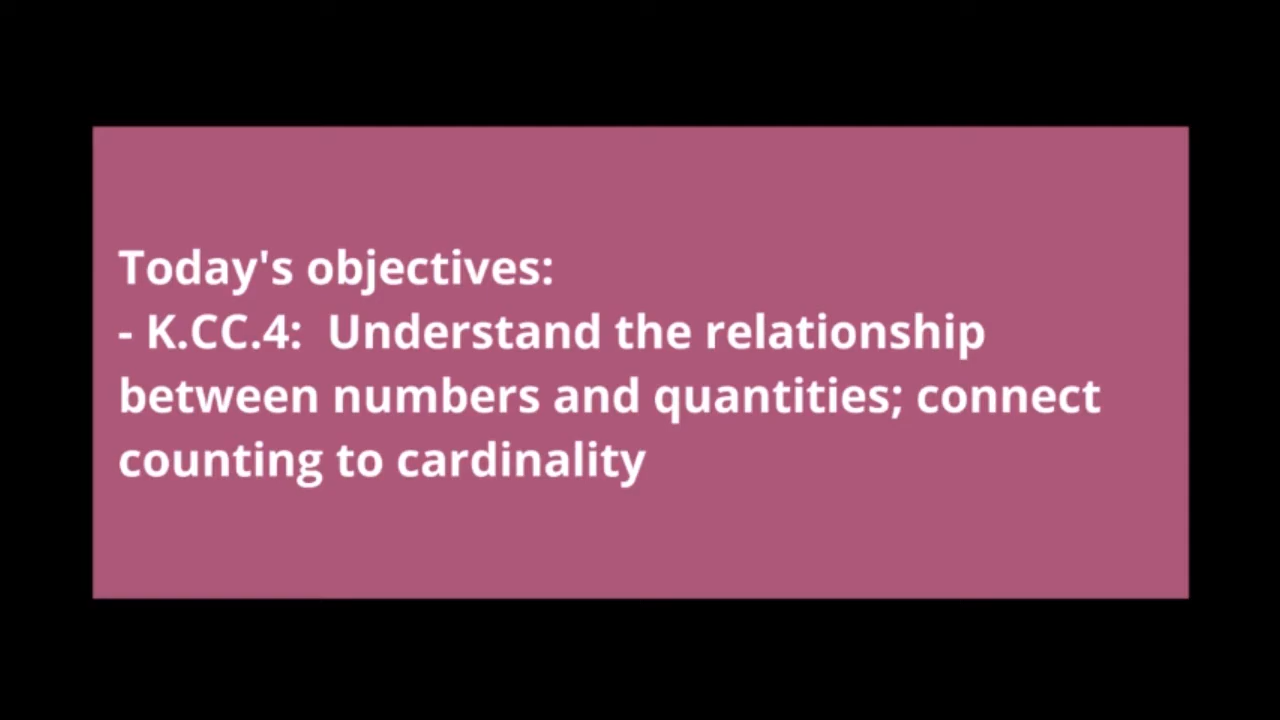 Today's objectives:
- K.CC.4:  Understand the relationship
between numbers and quantities; connect
counting to cardinality